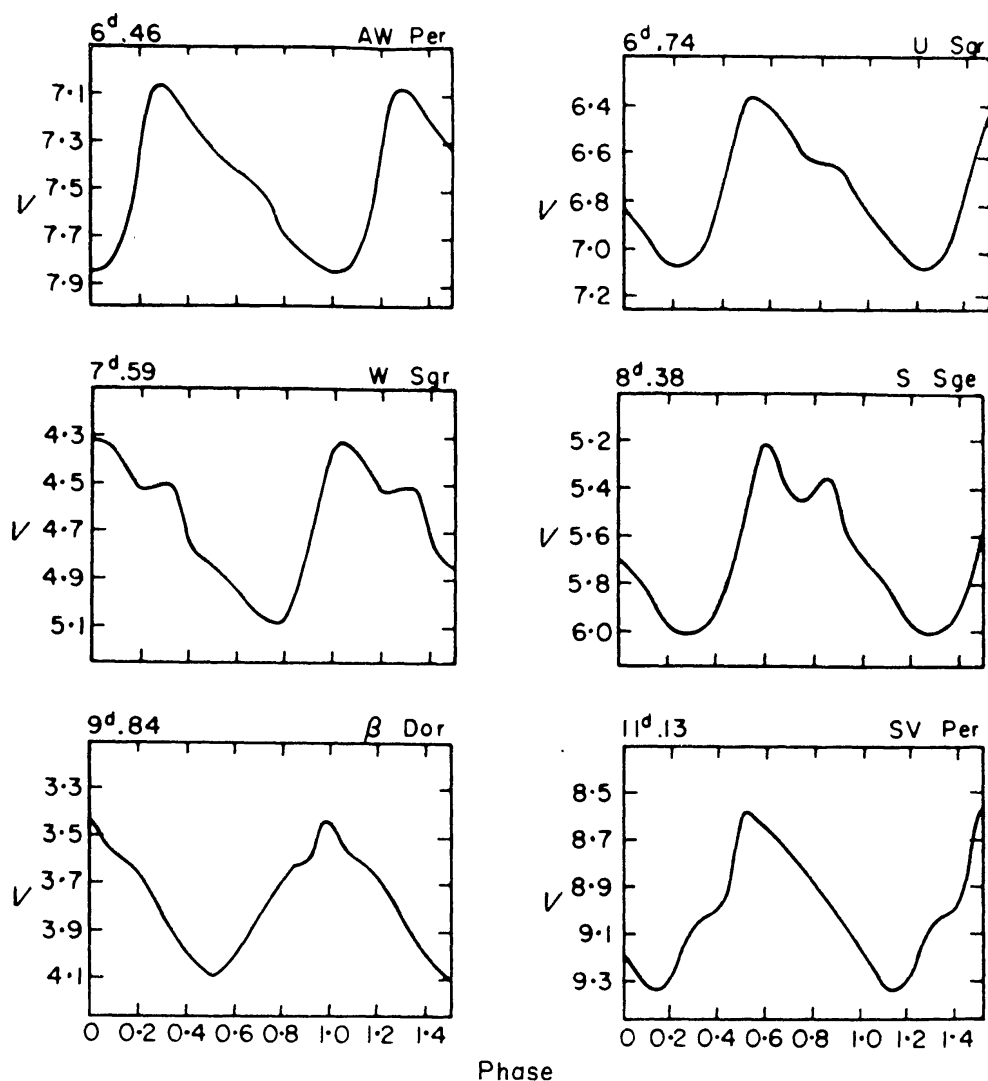 6ᵈ.46 AW Per
7·1
7·3
7·5
7·7
7·9
V
6ᵈ.74 U Sgr
6·4
6·6
6·8
7·0
7·2
V
7ᵈ.59 W Sgr
4·3
4·5
4·7
4·9
5·1
V
8ᵈ.38 S Sge
5·2
5·4
5·6
5·8
6·0
V
9ᵈ.84 β Dor
3·3
3·5
3·7
3·9
4·1
V
0 0·2 0·4 0·6 0·8 1·0 1·2 1·4
11ᵈ.13 SV Per
8·5
8·7
8·9
9·1
9·3
V
0 0·2 0·4 0·6 0·8 1·0 1·2 1·4
Phase